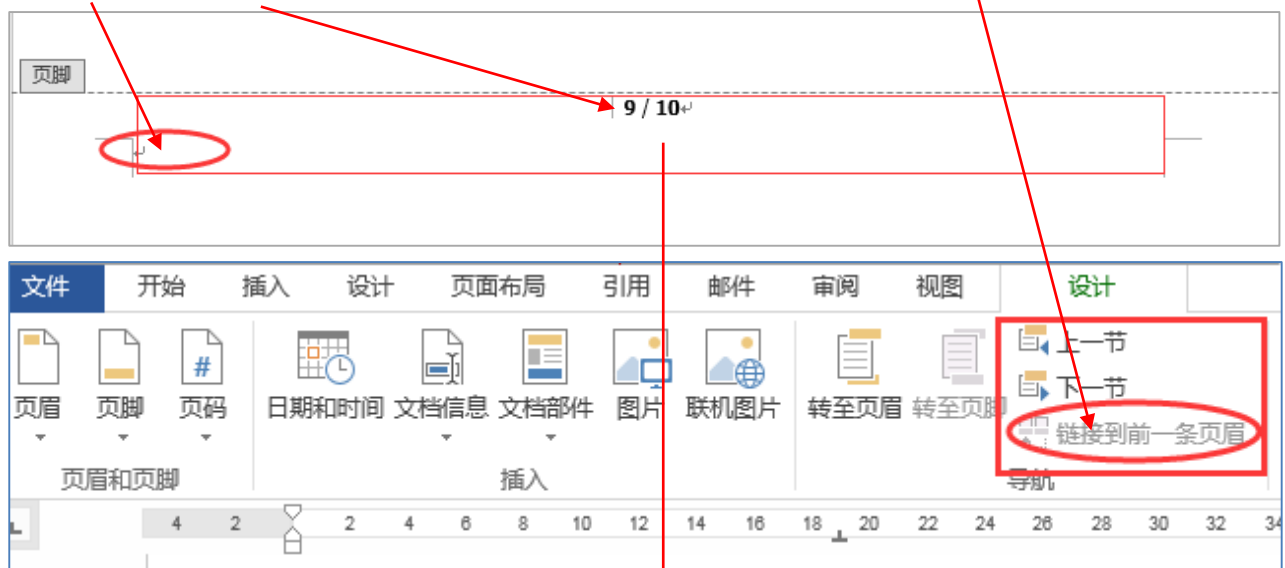 页脚
9 / 10↵
↵
文件 开始 插入 设计 页面布局 引用 邮件 审阅 视图 设计
页眉 页脚 页码 日期和时间 文档信息 文档部件 图片 联机图片 转至页眉 转至页脚
上一节
下一节
链接到前一条页眉
页眉和页脚 插入 导航
4 2 2 4 6 8 10 12 14 16 18 20 22 24 26 28 30 32 34